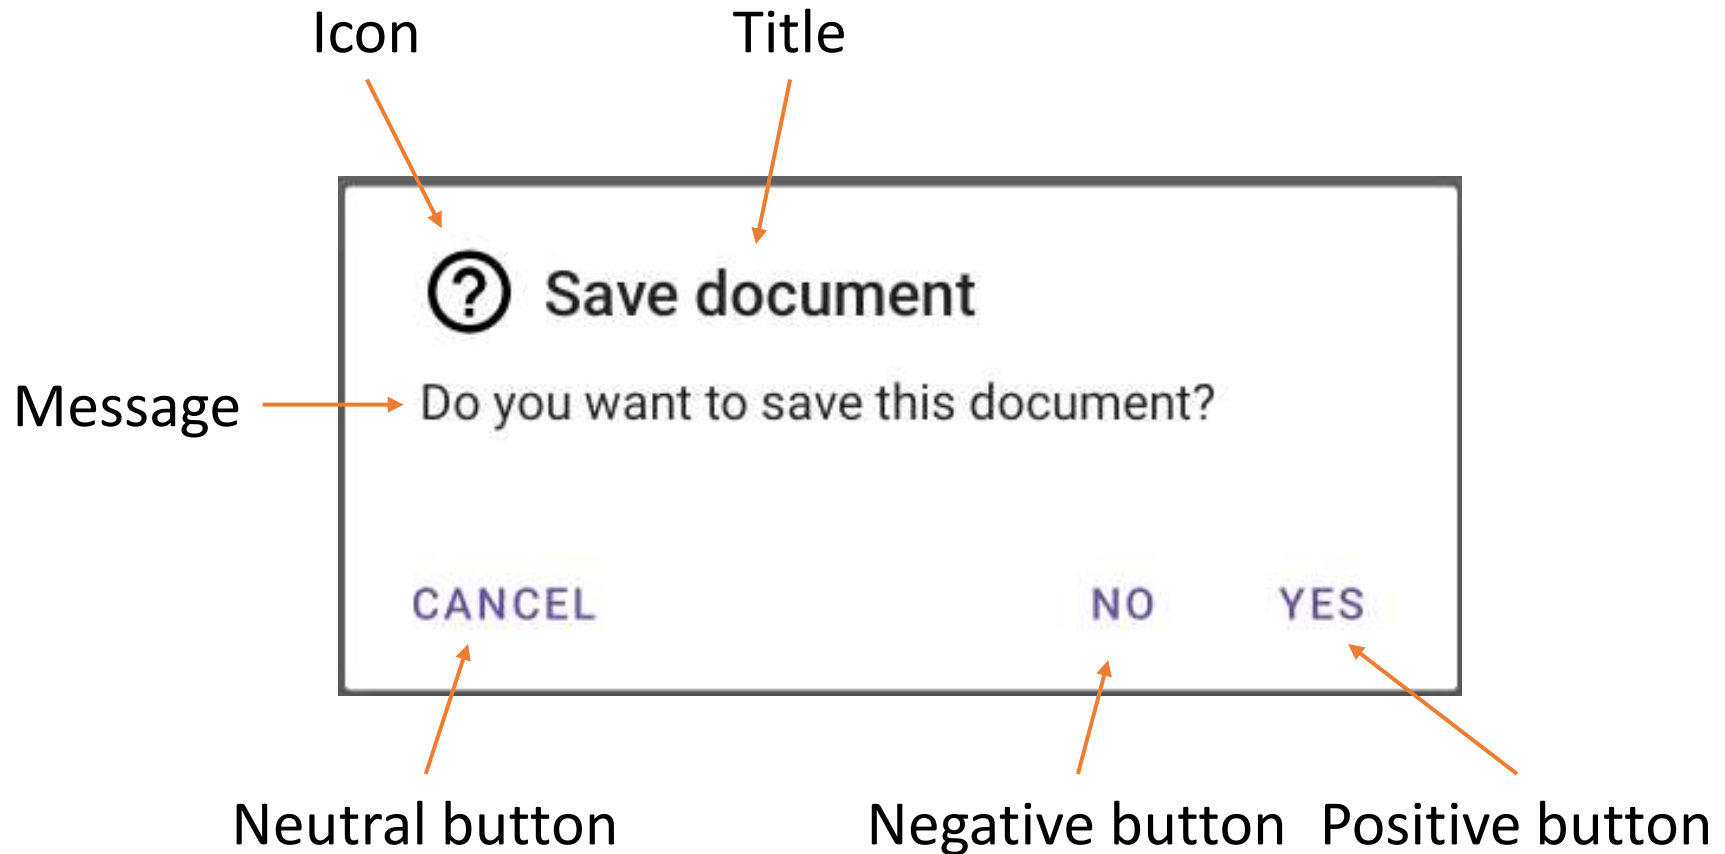 Icon
Title
? Save document
Message
Do you want to save this document?
CANCEL
NO
YES
Neutral button
Negative button
Positive button